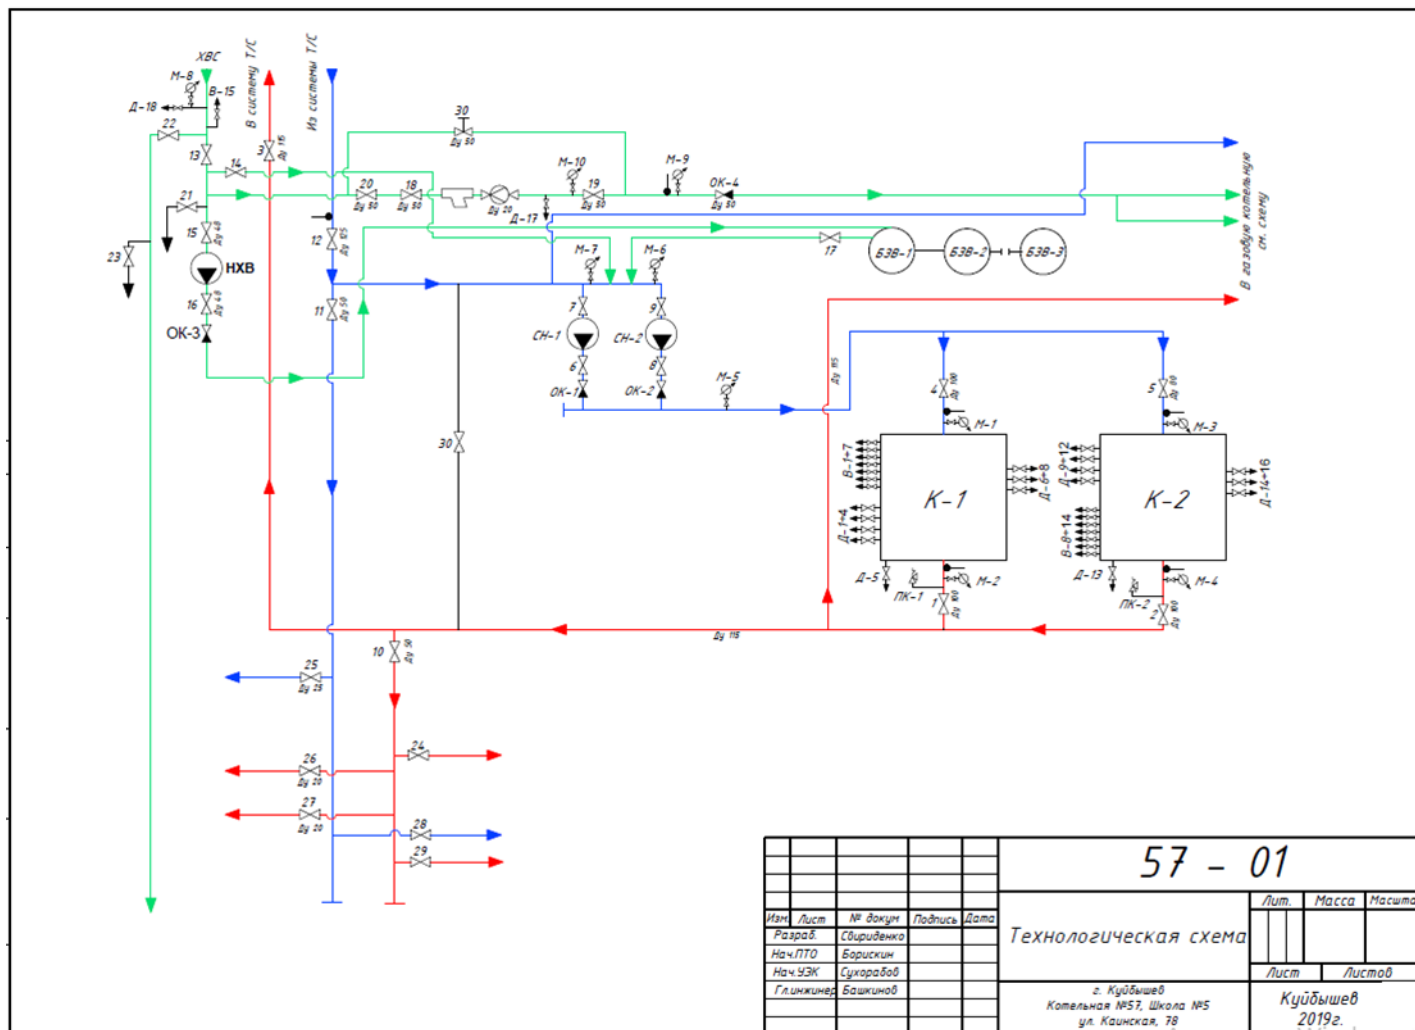 ХВС
М-8
В-15
Д-18
22
13
14
В систему Т/С
3
Ду 115
Из системы Т/С
30
Ду 50
20
Ду 50
18
Ду 50
Ду 20
М-10
19
Ду 50
Д-17
М-9
ОК-4
Ду 50
В газовую котельную
см. схему
21
15
Ду 40
23
НХВ
16
Ду 40
ОК-3
12
Ду 125
11
Ду 50
М-7
М-6
17
БЗВ-1
БЗВ-2
БЗВ-3
7
9
СН-1
СН-2
6
8
ОК-1
ОК-2
М-5
Ду 115
4
Ду 100
5
М-1
М-3
30
В-1÷7
Д-1÷4
К-1
Д-6÷8
Д-9÷12
В-8÷14
К-2
Д-14÷16
Д-5
ПК-1
М-2
1
Ду 100
Д-13
ПК-2
М-4
2
Ду 100
Ду 115
10
Ду 50
25
Ду 25
24
26
Ду 20
27
Ду 20
28
29
57 - 01
Изм. Лист № докум Подпись Дата
Разраб. Свириденко
Нач.ПТО Борискин
Нач.УЭК Сухорабов
Гл.инженер Башкинов
Технологическая схема
Лит. Масса Масшта
Лист Листов
г. Куйбышев
Котельная №57, Школа №5
ул. Каинская, 78
Куйбышев
2019г.